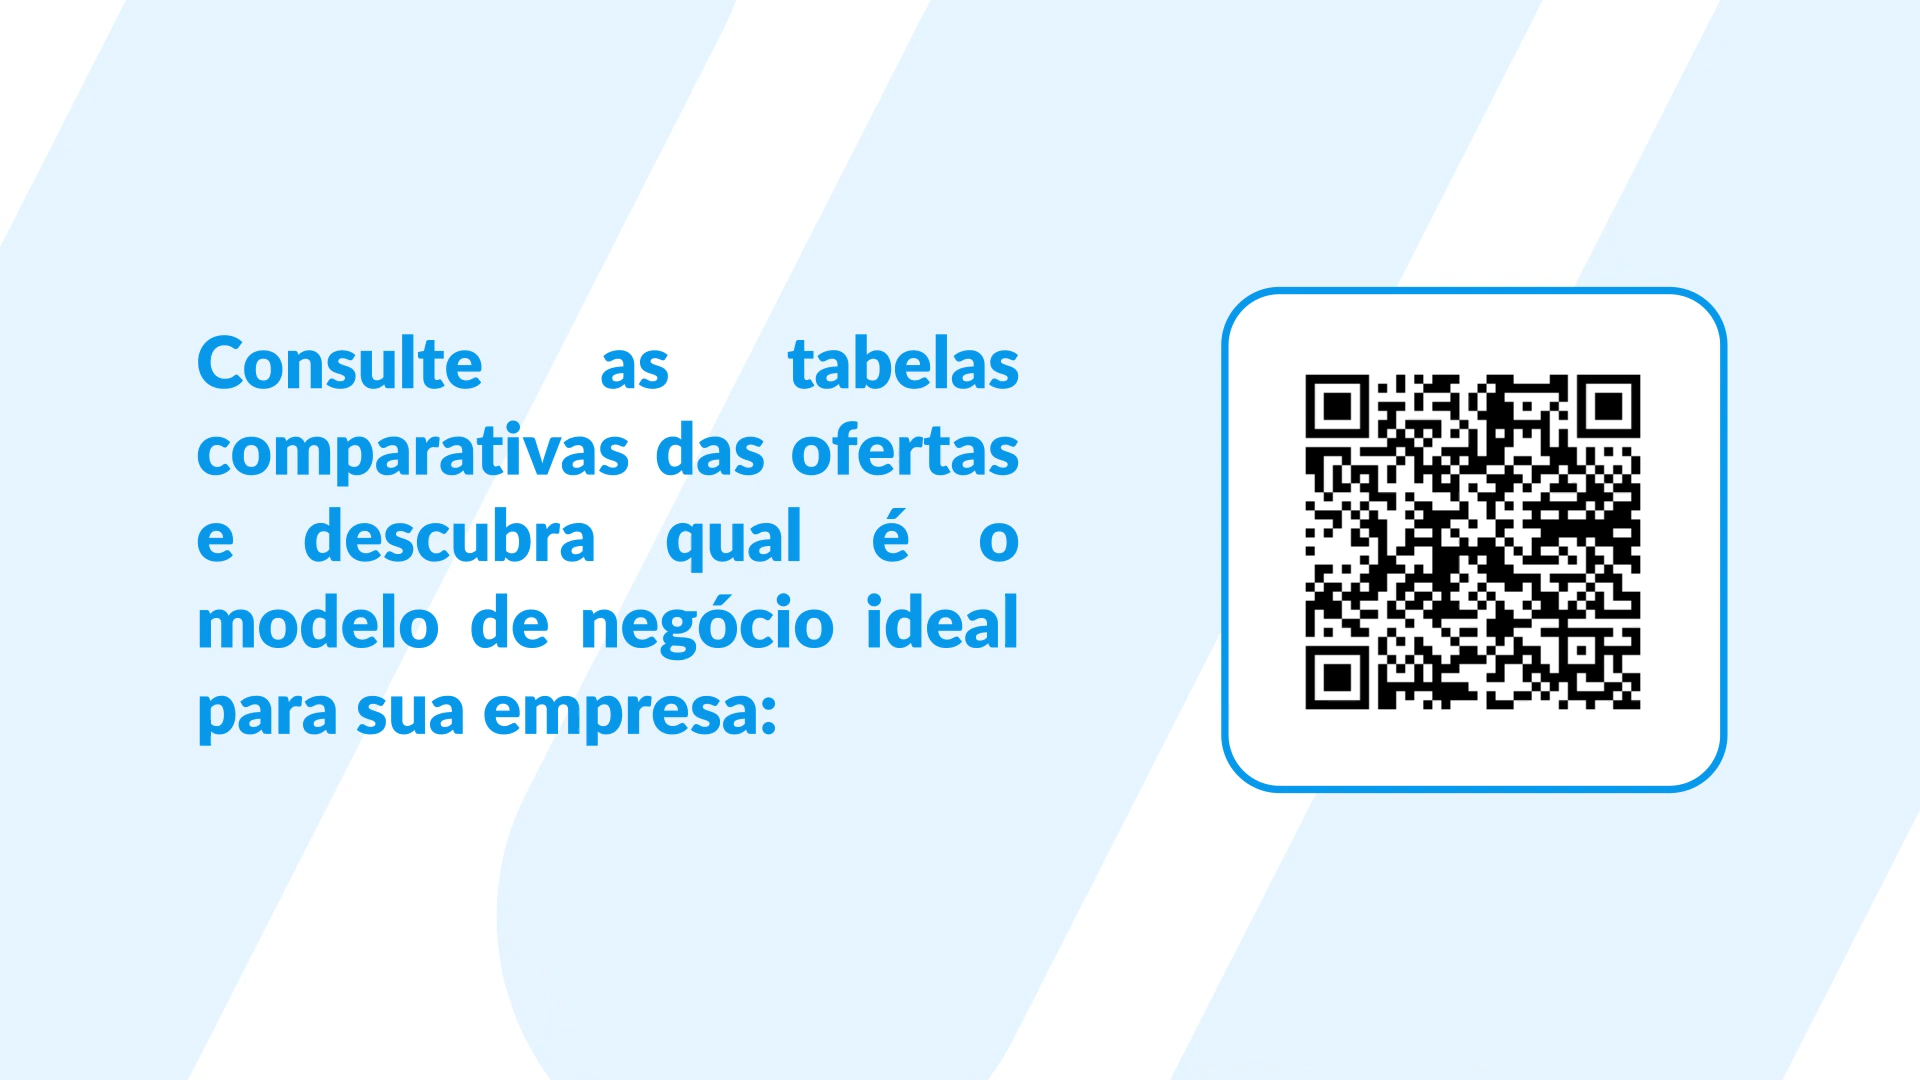 Consulte as tabelas
comparativas das ofertas
e descubra qual é o
modelo de negócio ideal
para sua empresa: